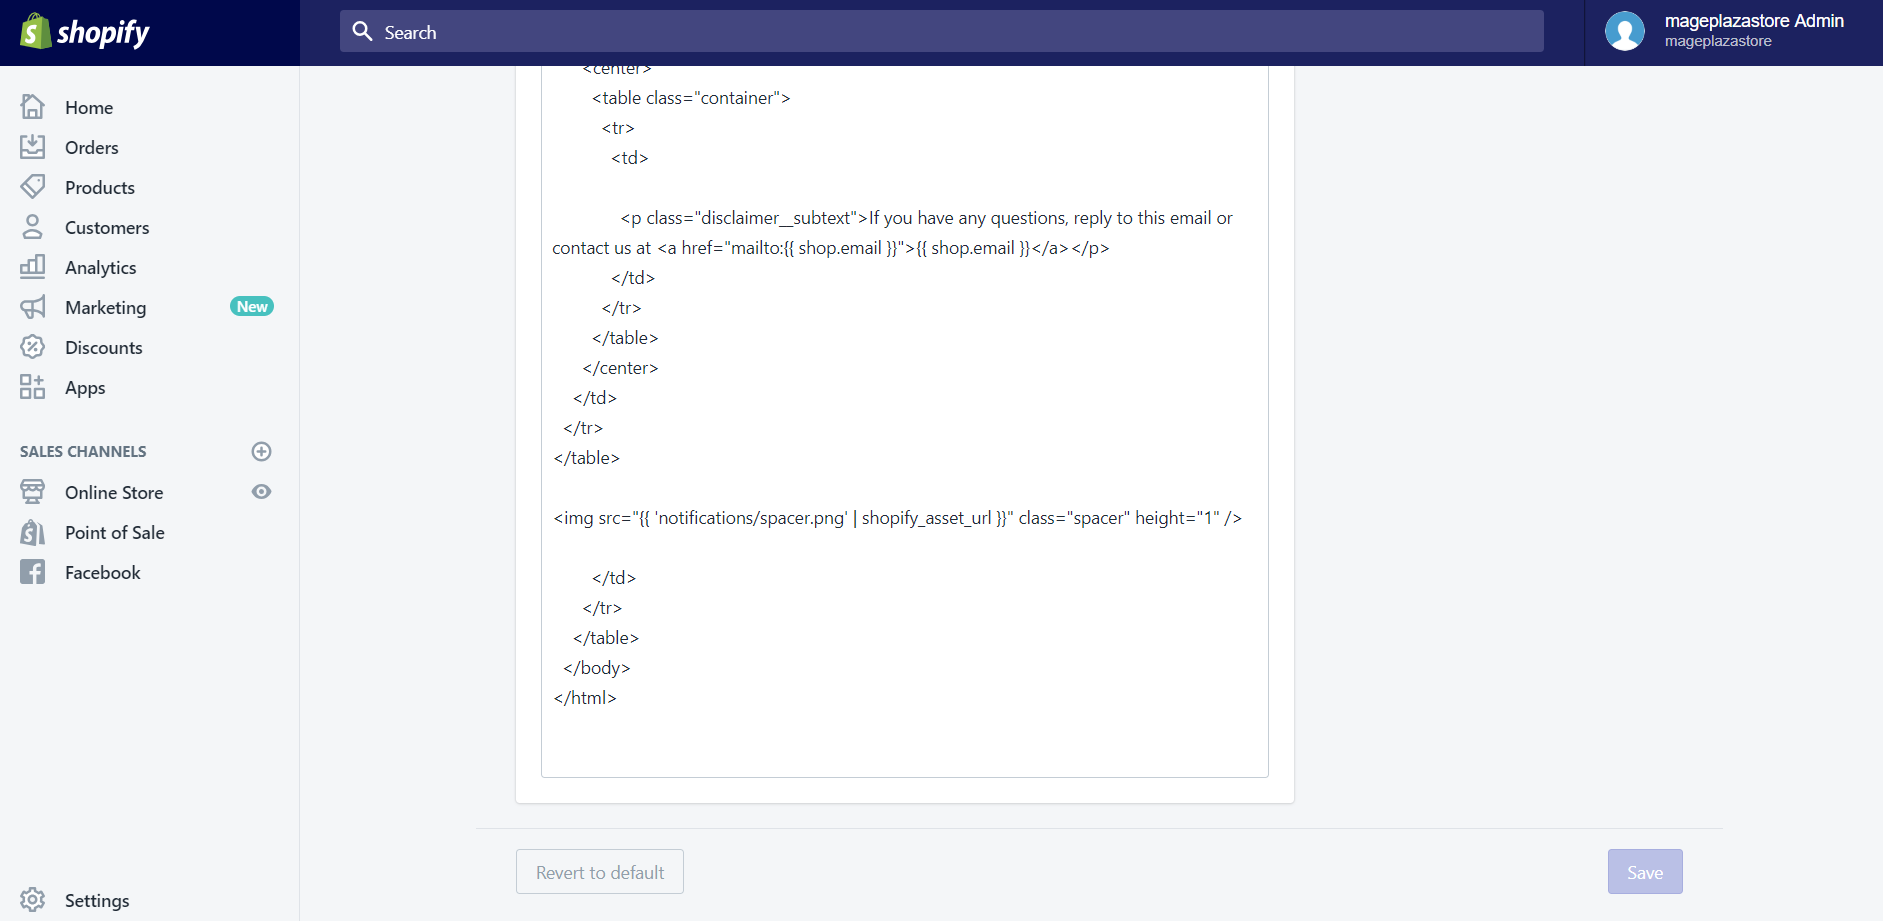 shopify
Search
mageplazastore Admin
mageplazastore
Home
Orders
Products
Customers
Analytics
Marketing New
Discounts
Apps
SALES CHANNELS
Online Store
Point of Sale
Facebook
Settings
<center>
<table class="container">
<tr>
<td>
<p class="disclaimer__subtext">If you have any questions, reply to this email or
contact us at <a href="mailto:{{ shop.email }}">{{ shop.email }}</a></p>
</td>
</tr>
</table>
</center>
</td>
</tr>
</table>
<img src="{{ 'notifications/spacer.png' | shopify_asset_url }}" class="spacer" height="1" />
</td>
</tr>
</table>
</body>
</html>
Revert to default
Save